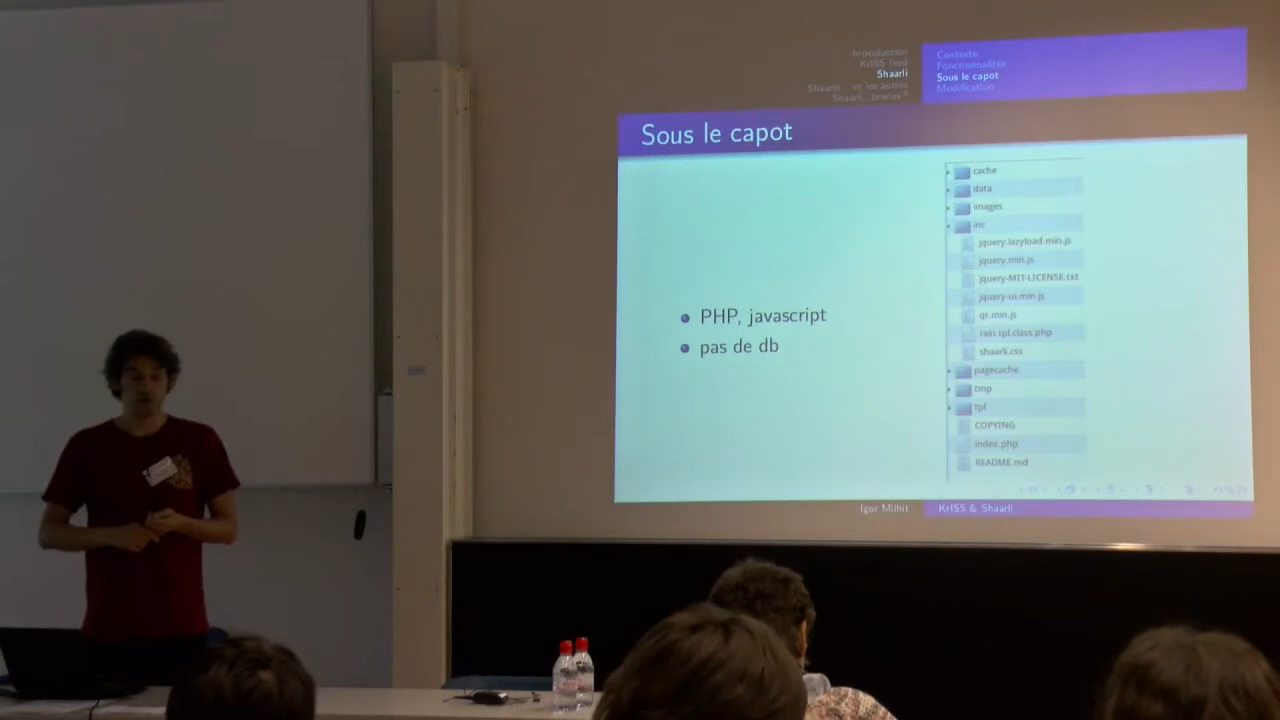 Introduction
KrISS feed
Shaarli
Contexte
Fonctionnalités
Sous le capot
Modification
Sous le capot
PHP, javascript
pas de db
cache
data
images
inc
jquery.lazyload.min.js
jquery.min.js
jquery-MIT-LICENSE.txt
jquery-ui.min.js
qr.min.js
rain.tpl.class.php
shaarli.css
pagecache
tmp
tpl
COPYING
index.php
README.md
Igor Milhit
KrISS & Shaarli